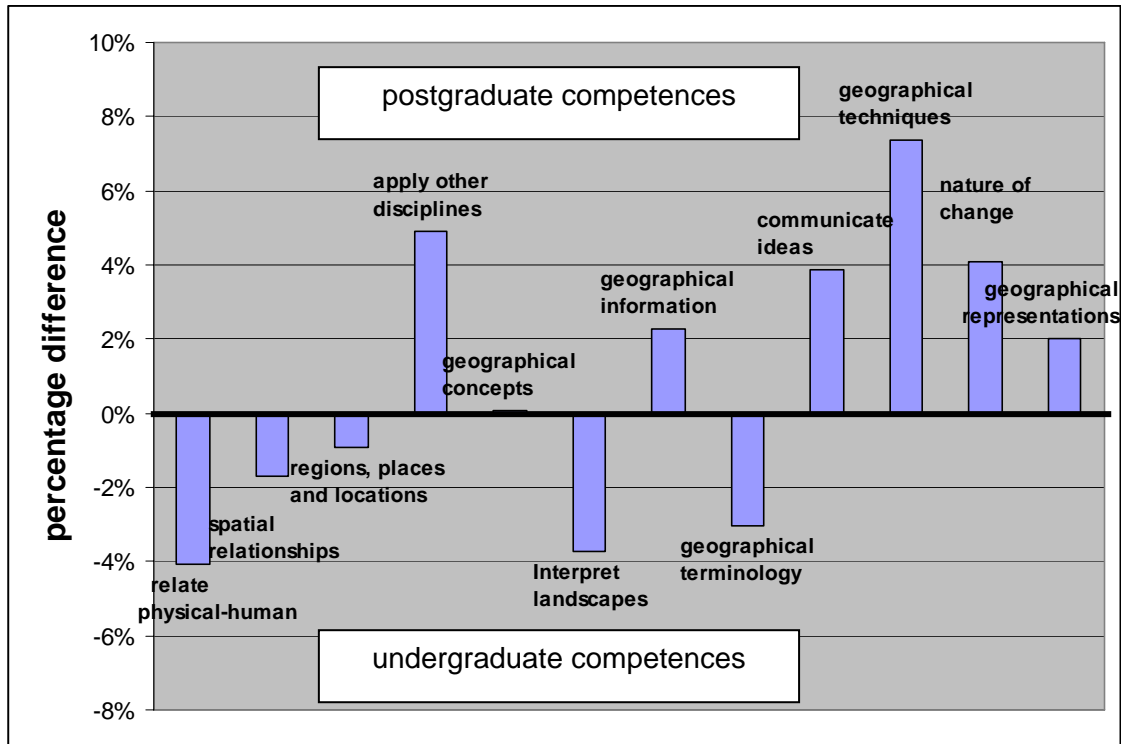 10%
8%
6%
4%
2%
0%
-2%
-4%
-6%
-8%
percentage difference
postgraduate competences
geographical
techniques
apply other
disciplines
nature of
change
communicate
ideas
geographical
information
geographical
representations
geographical
concepts
regions, places
and locations
spatial
relationships
relate
physical-human
Interpret
landscapes
geographical
terminology
undergraduate competences